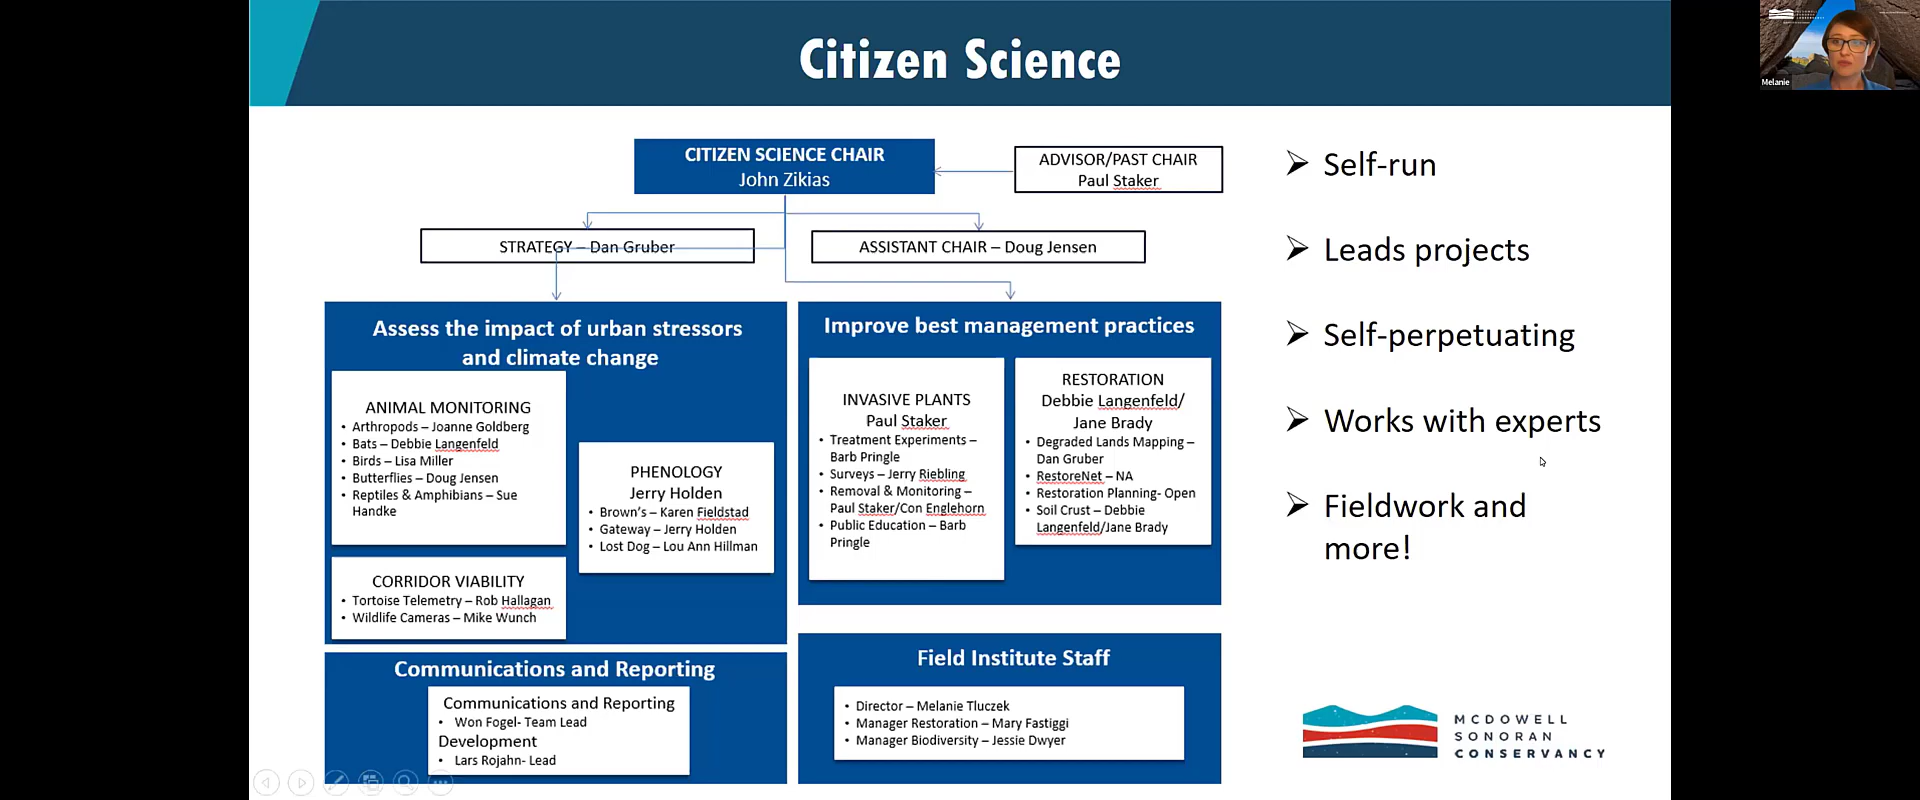 Citizen Science
CITIZEN SCIENCE CHAIR
John Zikias
ADVISOR/PAST CHAIR
Paul Staker
STRATEGY – Dan Gruber
ASSISTANT CHAIR – Doug Jensen
Assess the impact of urban stressors
and climate change
ANIMAL MONITORING
• Arthropods – Joanne Goldberg
• Bats – Debbie Langenfeld
• Birds – Lisa Miller
• Butterflies – Doug Jensen
• Reptiles & Amphibians – Sue
Handke
PHENOLOGY
Jerry Holden
• Brown's – Karen Fieldstad
• Gateway – Jerry Holden
• Lost Dog – Lou Ann Hillman
CORRIDOR VIABILITY
• Tortoise Telemetry – Rob Hallagan
• Wildlife Cameras – Mike Wunch
Improve best management practices
INVASIVE PLANTS
Paul Staker
• Treatment Experiments –
Barb Pringle
• Surveys – Jerry Riebling
• Removal & Monitoring –
Paul Staker/Con Englehorn
• Public Education – Barb
Pringle
RESTORATION
Debbie Langenfeld/
Jane Brady
• Degraded Lands Mapping –
Dan Gruber
• RestoreNet – NA
• Restoration Planning- Open
• Soil Crust – Debbie
Langenfeld/Jane Brady
Communications and Reporting
Communications and Reporting
• Won Fogel- Team Lead
Development
• Lars Rojahn- Lead
Field Institute Staff
• Director – Melanie Tluczek
• Manager Restoration – Mary Fastiggi
• Manager Biodiversity – Jessie Dwyer
Self-run
Leads projects
Self-perpetuating
Works with experts
Fieldwork and
more!
MCDOWELL
SONORAN
CONSERVANCY
MCDOWELL
SONORAN
CONSERVANCY
Melanie